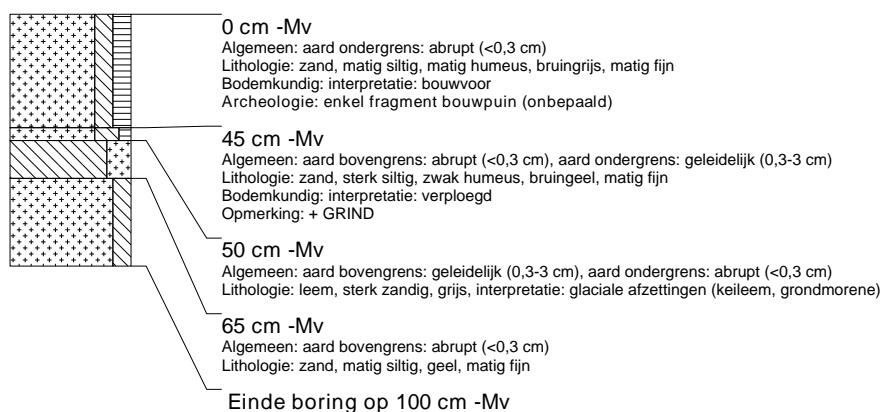 0 cm -Mv
Algemeen: aard ondergrens: abrupt (<0,3 cm)
Lithologie: zand, matig siltig, matig humeus, bruingrijs, matig fijn
Bodemkundig: interpretatie: bouwvoor
Archeologie: enkel fragment bouwpuin (onbepaald)
45 cm -Mv
Algemeen: aard bovengrens: abrupt (<0,3 cm), aard ondergrens: geleidelijk (0,3-3 cm)
Lithologie: zand, sterk siltig, zwak humeus, bruingeel, matig fijn
Bodemkundig: interpretatie: verploegd
Opmerking: + GRIND
50 cm -Mv
Algemeen: aard bovengrens: geleidelijk (0,3-3 cm), aard ondergrens: abrupt (<0,3 cm)
Lithologie: leem, sterk zandig, grijs, interpretatie: glaciale afzettingen (keileem, grondmorene)
65 cm -Mv
Algemeen: aard bovengrens: abrupt (<0,3 cm)
Lithologie: zand, matig siltig, geel, matig fijn
Einde boring op 100 cm -Mv